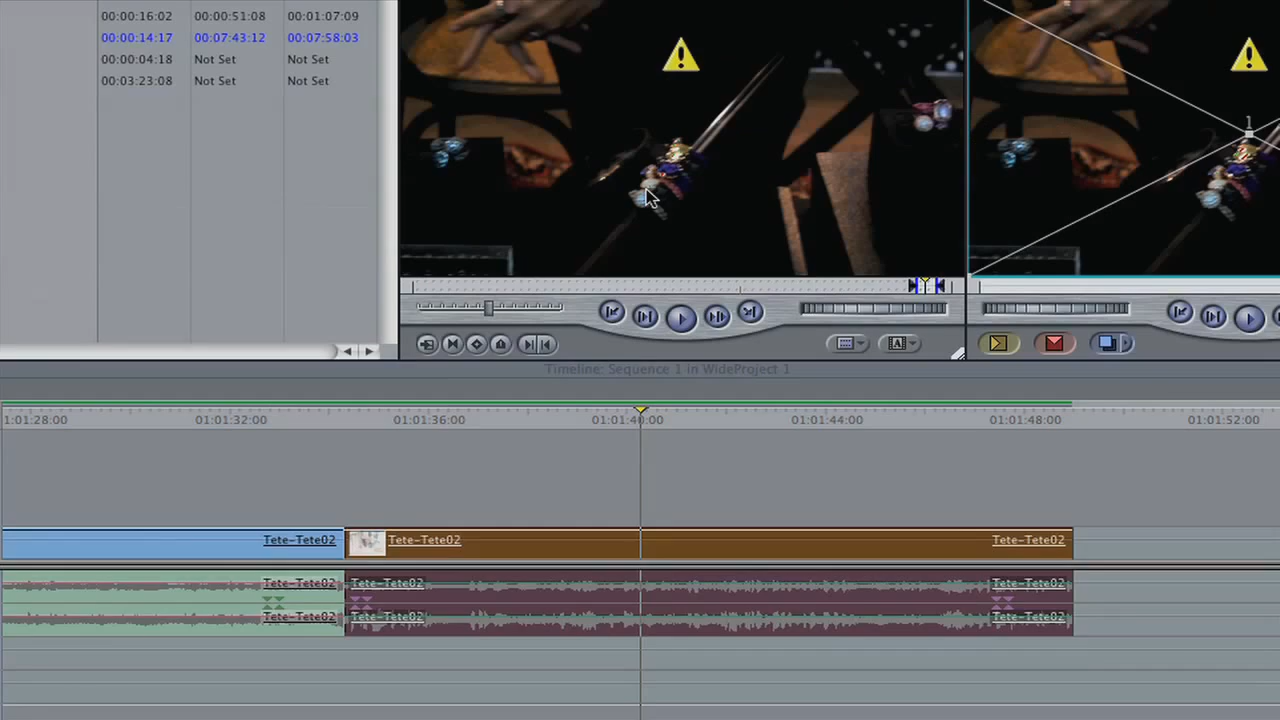 00:00:16:02 00:00:51:08 00:01:07:09
00:00:14:17 00:07:43:12 00:07:58:03
00:00:04:18 Not Set Not Set
00:03:23:08 Not Set Not Set
1
A
Timeline: Sequence 1 in WideProject 1
1:01:28:00 01:01:32:00 01:01:36:00 01:01:40:00 01:01:44:00 01:01:48:00 01:01:52:00
Tete-Tete02 Tete-Tete02 Tete-Tete02
Tete-Tete02 Tete-Tete02 Tete-Tete02
Tete-Tete02 Tete-Tete02 Tete-Tete02